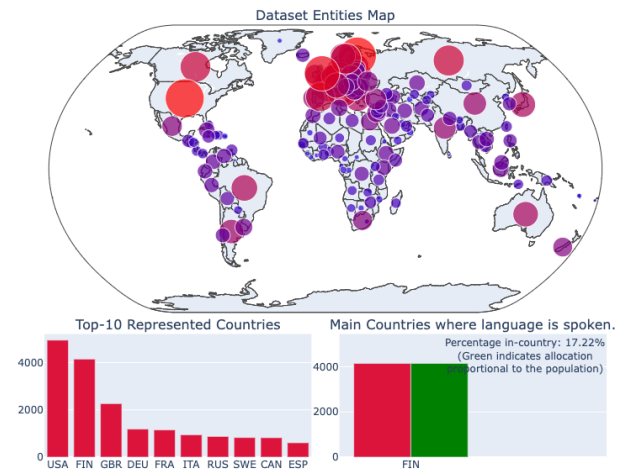 Dataset Entities Map
Top-10 Represented Countries
4000
2000
0
USA FIN GBR DEU FRA ITA RUS SWE CAN ESP
Main Countries where language is spoken.
Percentage in-country: 17.22%
(Green indicates allocation
proportional to the population)
4000
2000
0
FIN